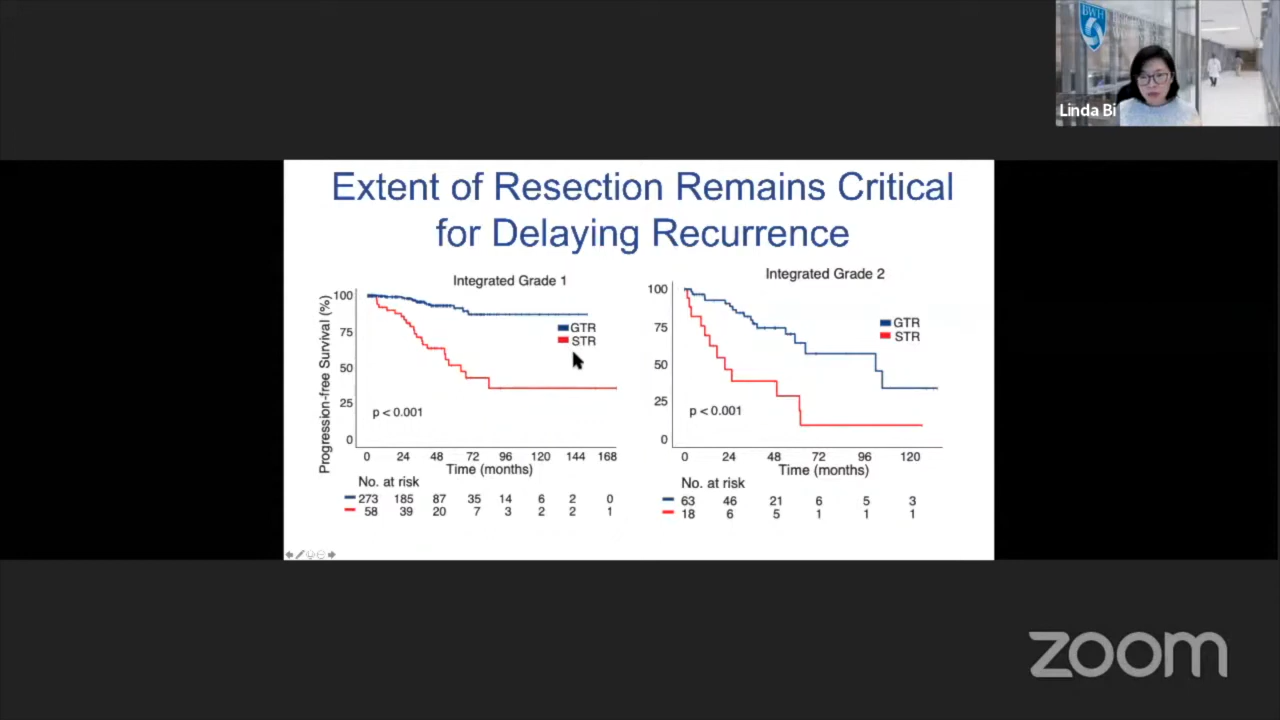 BWH
Linda Bi
Extent of Resection Remains Critical
for Delaying Recurrence
Integrated Grade 1
Progression-free Survival (%)
100
75
50
25
0
GTR
STR
p < 0.001
0 24 48 72 96 120 144 168
Time (months)
No. at risk
273 185 87 35 14 6 2 0
58 39 20 7 3 2 2 1
Integrated Grade 2
100
75
50
25
0
GTR
STR
p < 0.001
0 24 48 72 96 120
Time (months)
No. at risk
63 46 21 6 5 3
18 6 5 1 1 1
zoom